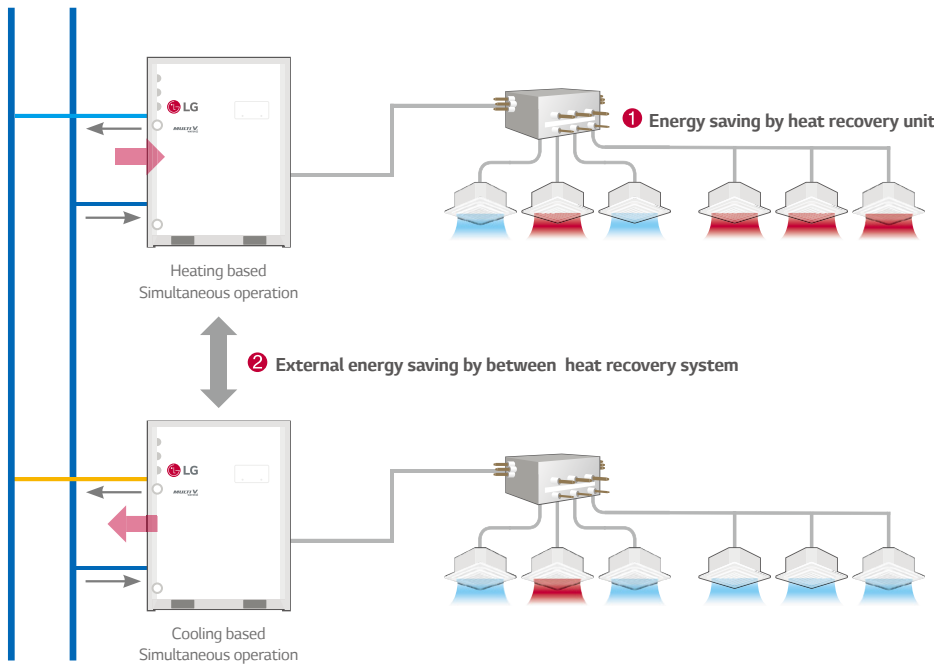 LG
MULTI V
1 Energy saving by heat recovery unit
Heating based
Simultaneous operation
2 External energy saving by between heat recovery system
LG
MULTI V
Cooling based
Simultaneous operation